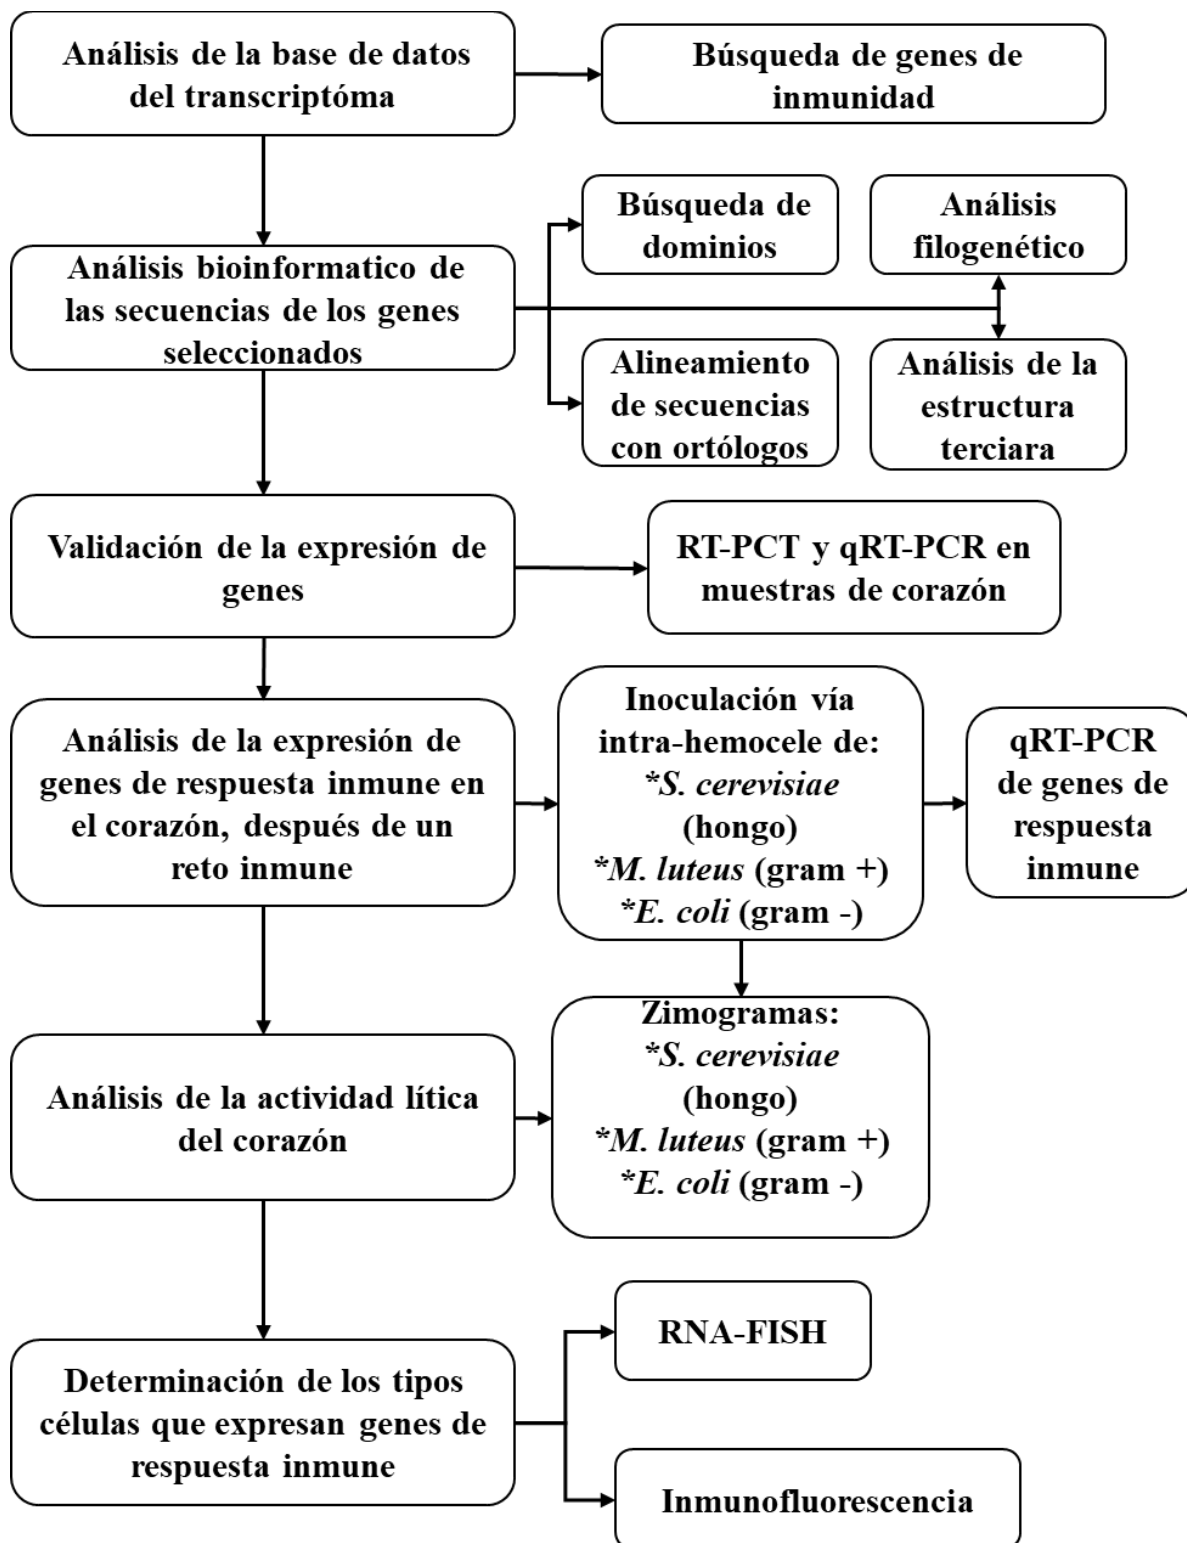 Análisis de la base de datos
del transcriptóma
Búsqueda de genes de
inmunidad
Análisis bioinformatico de
las secuencias de los genes
seleccionados
Búsqueda de
dominios
Análisis
filogenético
Alineamiento
de secuencias
con ortólogos
Análisis de la
estructura
terciara
Validación de la expresión de
genes
RT-PCT y qRT-PCR en
muestras de corazón
Análisis de la expresión de
genes de respuesta inmune en
el corazón, después de un
reto inmune
Inoculación vía
intra-hemocele de:
*S. cerevisiae
(hongo)
*M. luteus (gram +)
*E. coli (gram -)
qRT-PCR
de genes de
respuesta
inmune
Análisis de la actividad lítica
del corazón
Zimogramas:
*S. cerevisiae
(hongo)
*M. luteus (gram +)
*E. coli (gram -)
Determinación de los tipos
células que expresan genes de
respuesta inmune
RNA-FISH
Inmunofluorescencia